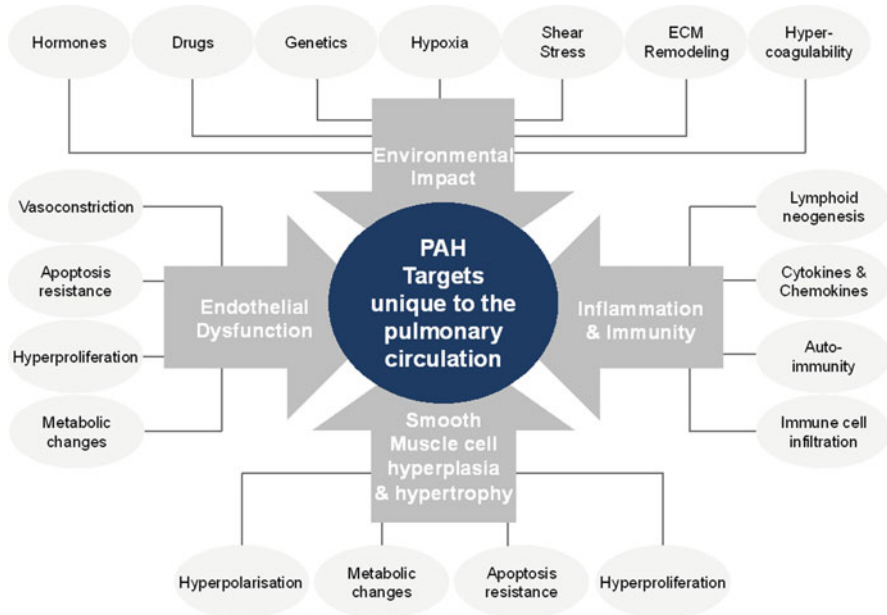 Hormones
Drugs
Genetics
Hypoxia
Shear
Stress
ECM
Remodeling
Hyper-
coagulability
Environmental
Impact
Vasoconstriction
Apoptosis
resistance
Hyperproliferation
Metabolic
changes
Endothelial
Dysfunction
PAH
Targets
unique to the
pulmonary
circulation
Inflammation
& Immunity
Lymphoid
neogenesis
Cytokines &
Chemokines
Auto-
immunity
Immune cell
infiltration
Smooth
Muscle cell
hyperplasia
& hypertrophy
Hyperpolarisation
Metabolic
changes
Apoptosis
resistance
Hyperproliferation